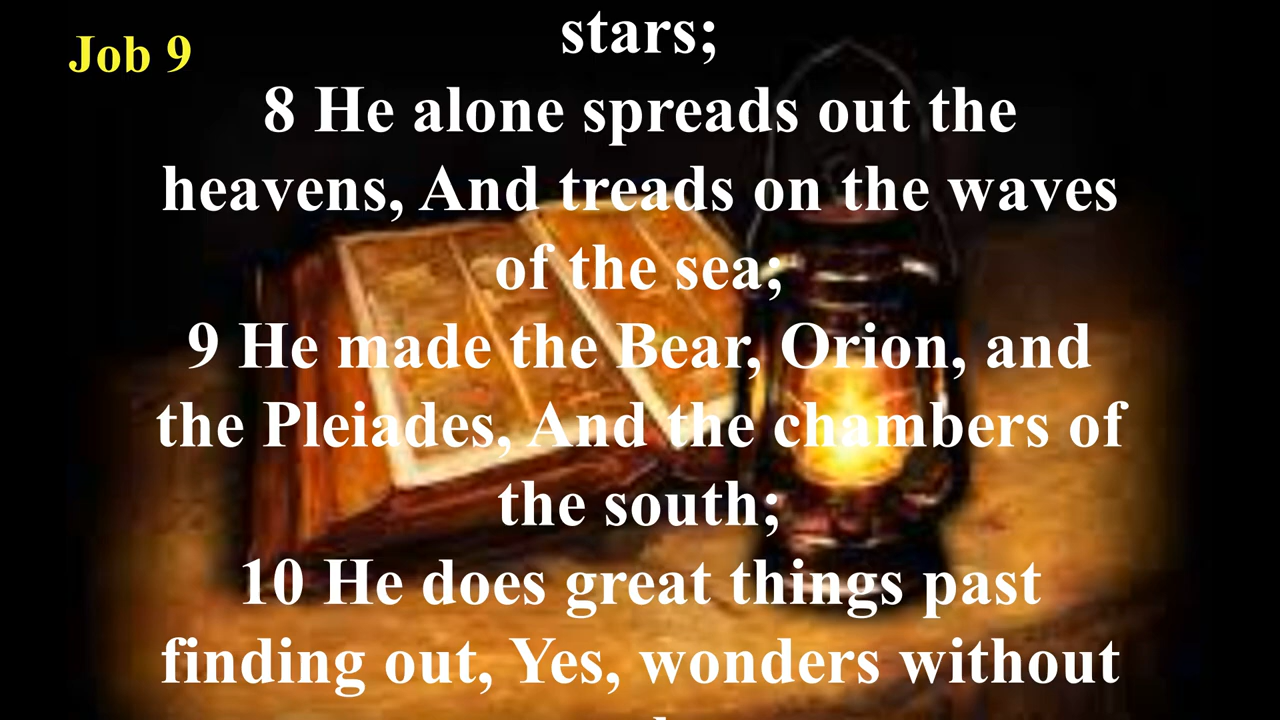 Job 9
stars;
8 He alone spreads out the
heavens, And treads on the waves
of the sea;
9 He made the Bear, Orion, and
the Pleiades, And the chambers of
the south;
10 He does great things past
finding out, Yes, wonders without